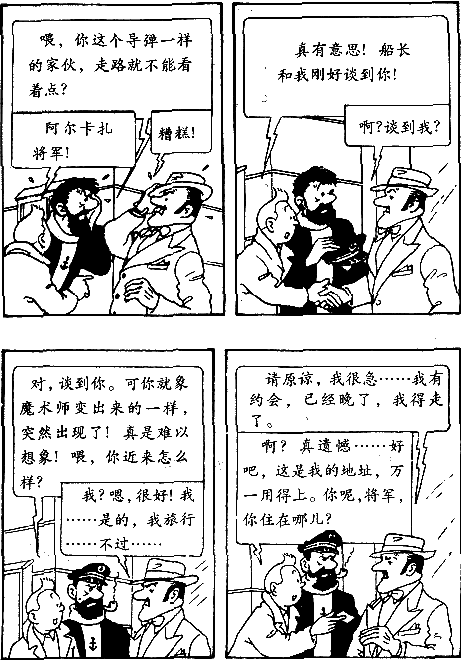 喂，你这个导弹一样
的家伙，走路就不能看
着点？
阿尔卡扎
将军！
糟糕！
真有意思！船长
和我刚好谈到你！
啊？谈到我？
对，谈到你。可你就象
魔术师变出来的一样，
突然出现了！真是难以
想象！喂，你近来怎么
样？
我？嗯，很好！我
……是的，我旅行
……不过……
请原谅，我很急……我有
约会，已经晚了，我得走
了。
啊？真遗憾……好
吧，这是我的地址，万
一用得上。你呢，将军，
你住在哪儿？